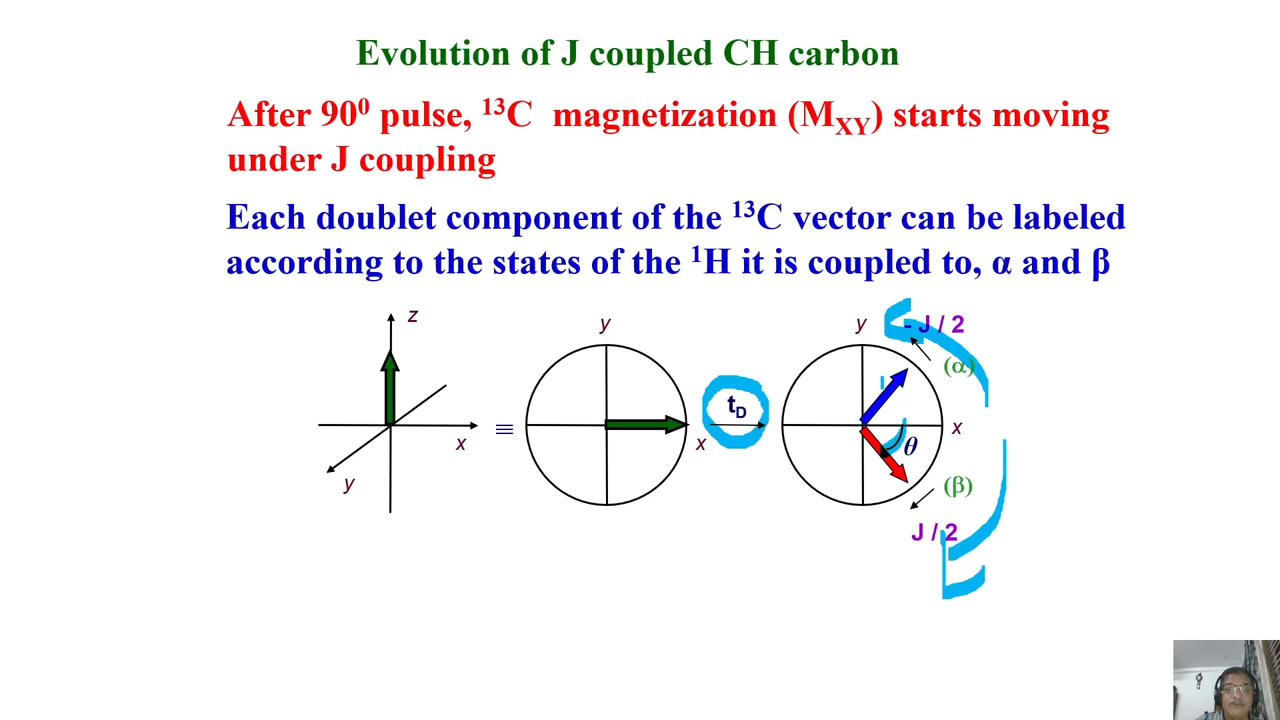 Evolution of J coupled CH carbon
After 90⁰ pulse, ¹³C magnetization (M_XY) starts moving
under J coupling
Each doublet component of the ¹³C vector can be labeled
according to the states of the ¹H it is coupled to, α and β
z
x
y
≡
y
x
t_D
y
- J / 2
(α)
x
θ
(β)
J / 2